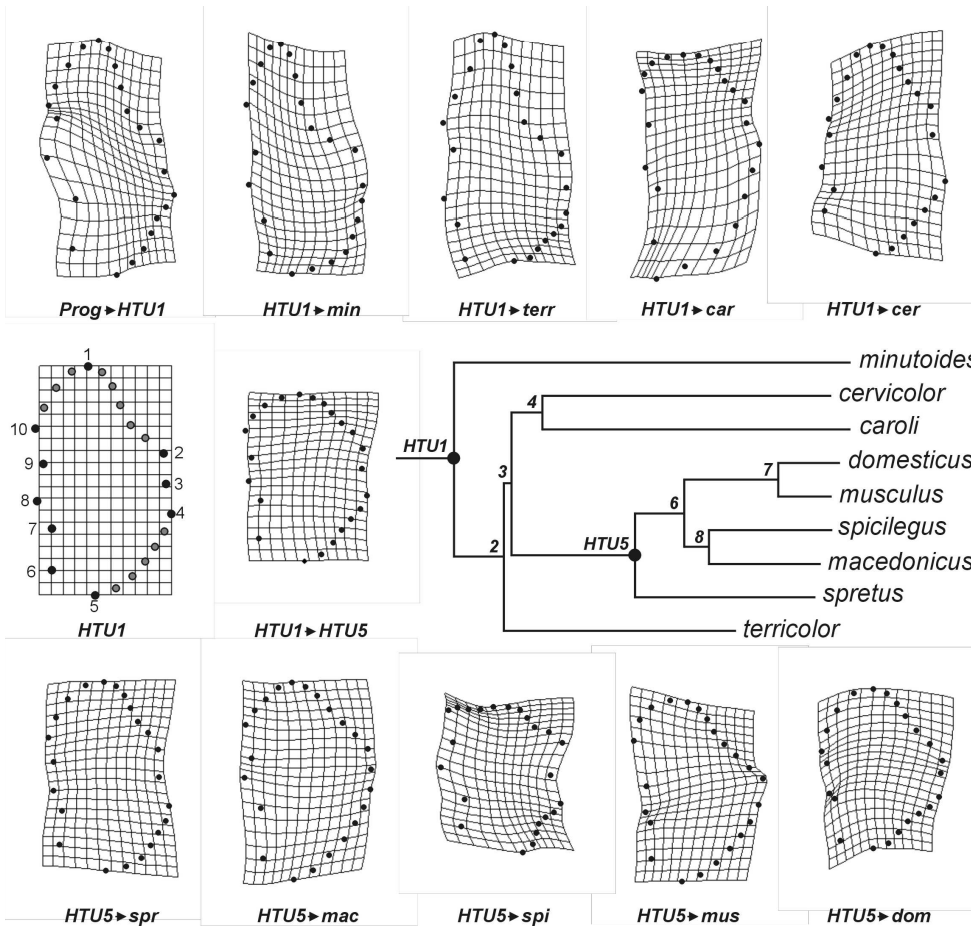 Prog▸HTU1
HTU1▸min
HTU1▸terr
HTU1▸car
HTU1▸cer
1
10
9
8
7
6
5
2
3
4
HTU1
HTU1▸HTU5
HTU1
minutoides
4
cervicolor
caroli
3
7
domesticus
6
musculus
8
spicilegus
2
HTU5
macedonicus
spretus
terricolor
HTU5▸spr
HTU5▸mac
HTU5▸spi
HTU5▸mus
HTU5▸dom